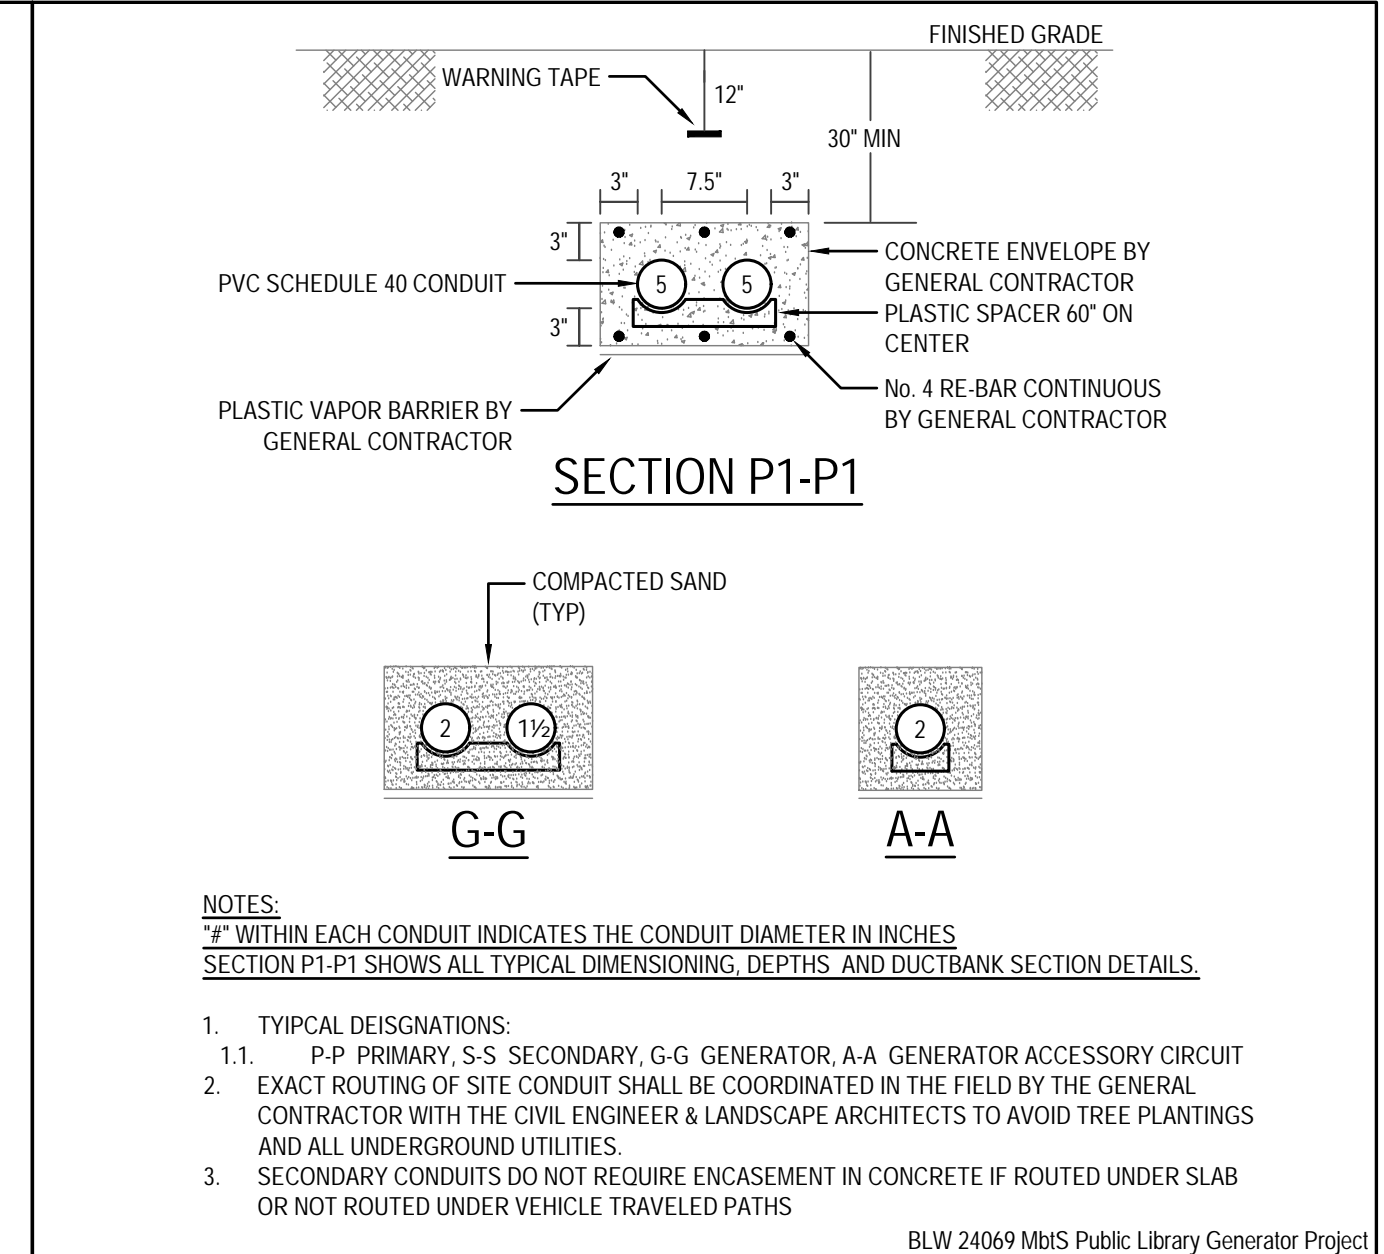 FINISHED GRADE
WARNING TAPE
12"
30" MIN
3" 7.5" 3"
3"
CONCRETE ENVELOPE BY
GENERAL CONTRACTOR
PVC SCHEDULE 40 CONDUIT
5 5
PLASTIC SPACER 60" ON
CENTER
3"
No. 4 RE-BAR CONTINUOUS
BY GENERAL CONTRACTOR
PLASTIC VAPOR BARRIER BY
GENERAL CONTRACTOR
SECTION P1-P1
COMPACTED SAND
(TYP)
2 1½
2
G-G
A-A
NOTES:
"#" WITHIN EACH CONDUIT INDICATES THE CONDUIT DIAMETER IN INCHES
SECTION P1-P1 SHOWS ALL TYPICAL DIMENSIONING, DEPTHS AND DUCTBANK SECTION DETAILS.
1. TYIPCAL DEISGNATIONS:
1.1. P-P PRIMARY, S-S SECONDARY, G-G GENERATOR, A-A GENERATOR ACCESSORY CIRCUIT
2. EXACT ROUTING OF SITE CONDUIT SHALL BE COORDINATED IN THE FIELD BY THE GENERAL
CONTRACTOR WITH THE CIVIL ENGINEER & LANDSCAPE ARCHITECTS TO AVOID TREE PLANTINGS
AND ALL UNDERGROUND UTILITIES.
3. SECONDARY CONDUITS DO NOT REQUIRE ENCASEMENT IN CONCRETE IF ROUTED UNDER SLAB
OR NOT ROUTED UNDER VEHICLE TRAVELED PATHS
BLW 24069 MbtS Public Library Generator Project